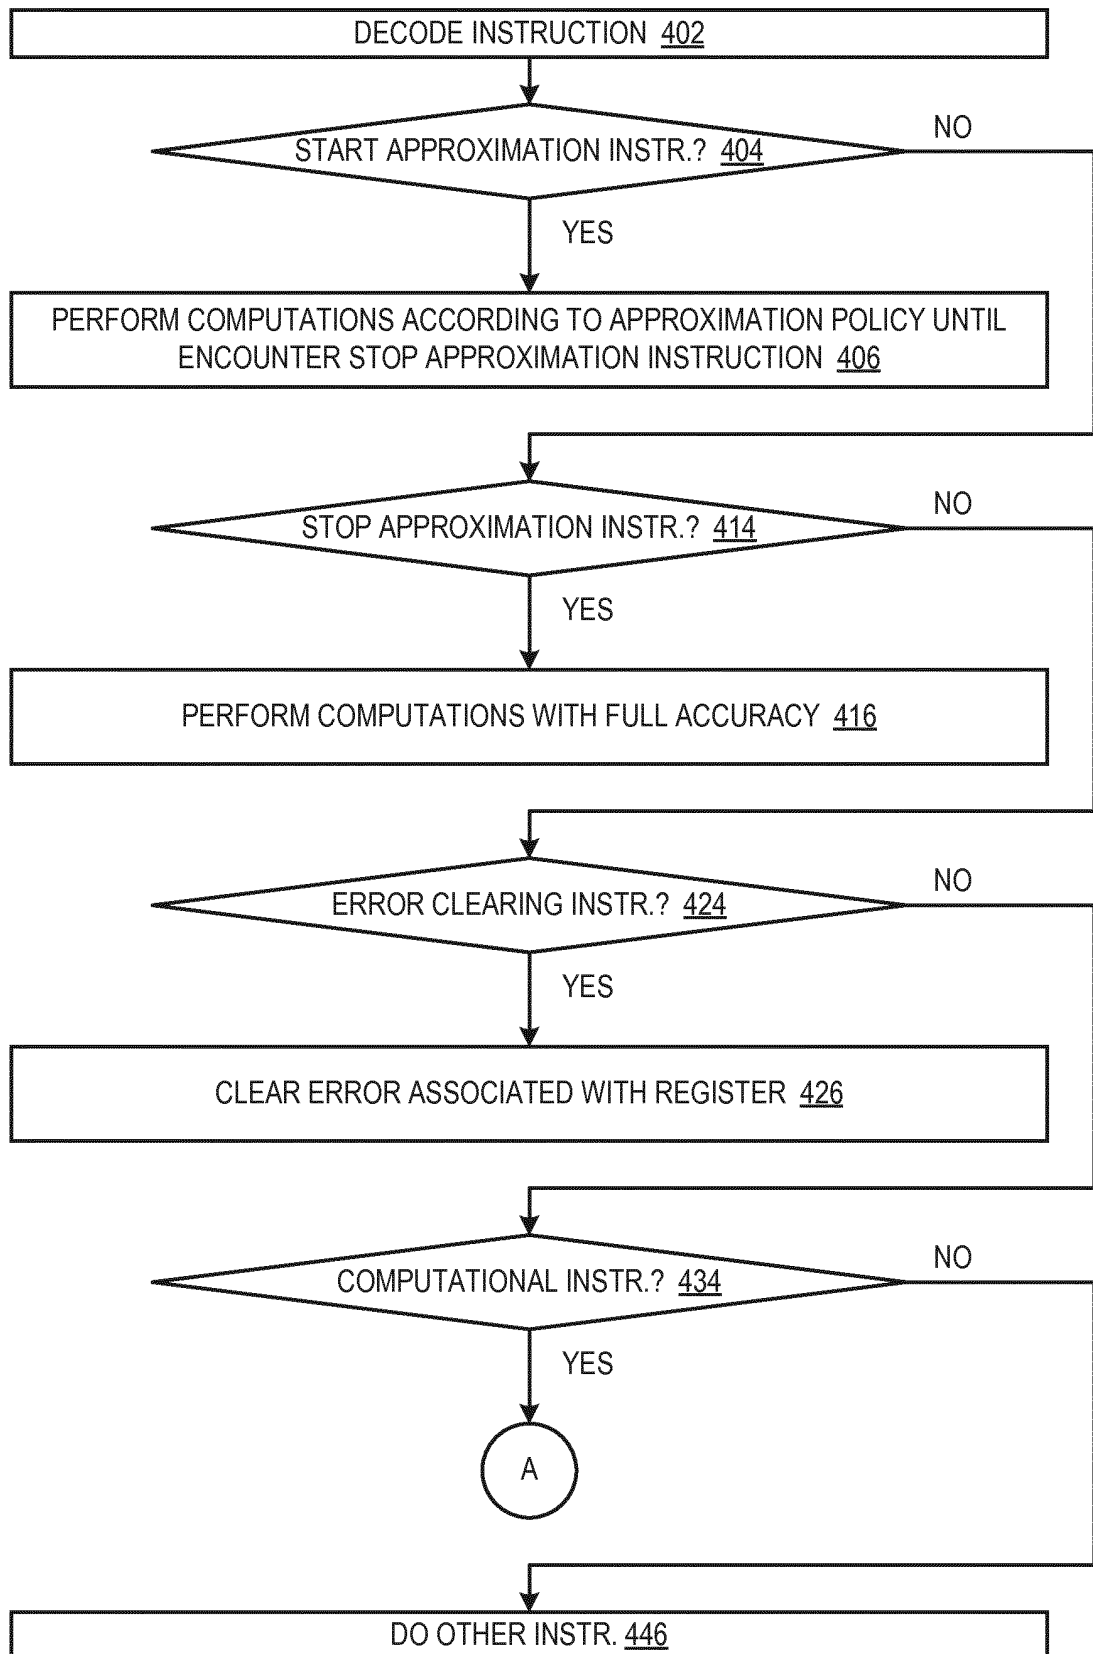 DECODE INSTRUCTION 402
START APPROXIMATION INSTR.? 404
NO
YES
PERFORM COMPUTATIONS ACCORDING TO APPROXIMATION POLICY UNTIL
ENCOUNTER STOP APPROXIMATION INSTRUCTION 406
STOP APPROXIMATION INSTR.? 414
NO
YES
PERFORM COMPUTATIONS WITH FULL ACCURACY 416
ERROR CLEARING INSTR.? 424
NO
YES
CLEAR ERROR ASSOCIATED WITH REGISTER 426
COMPUTATIONAL INSTR.? 434
NO
YES
A
DO OTHER INSTR. 446